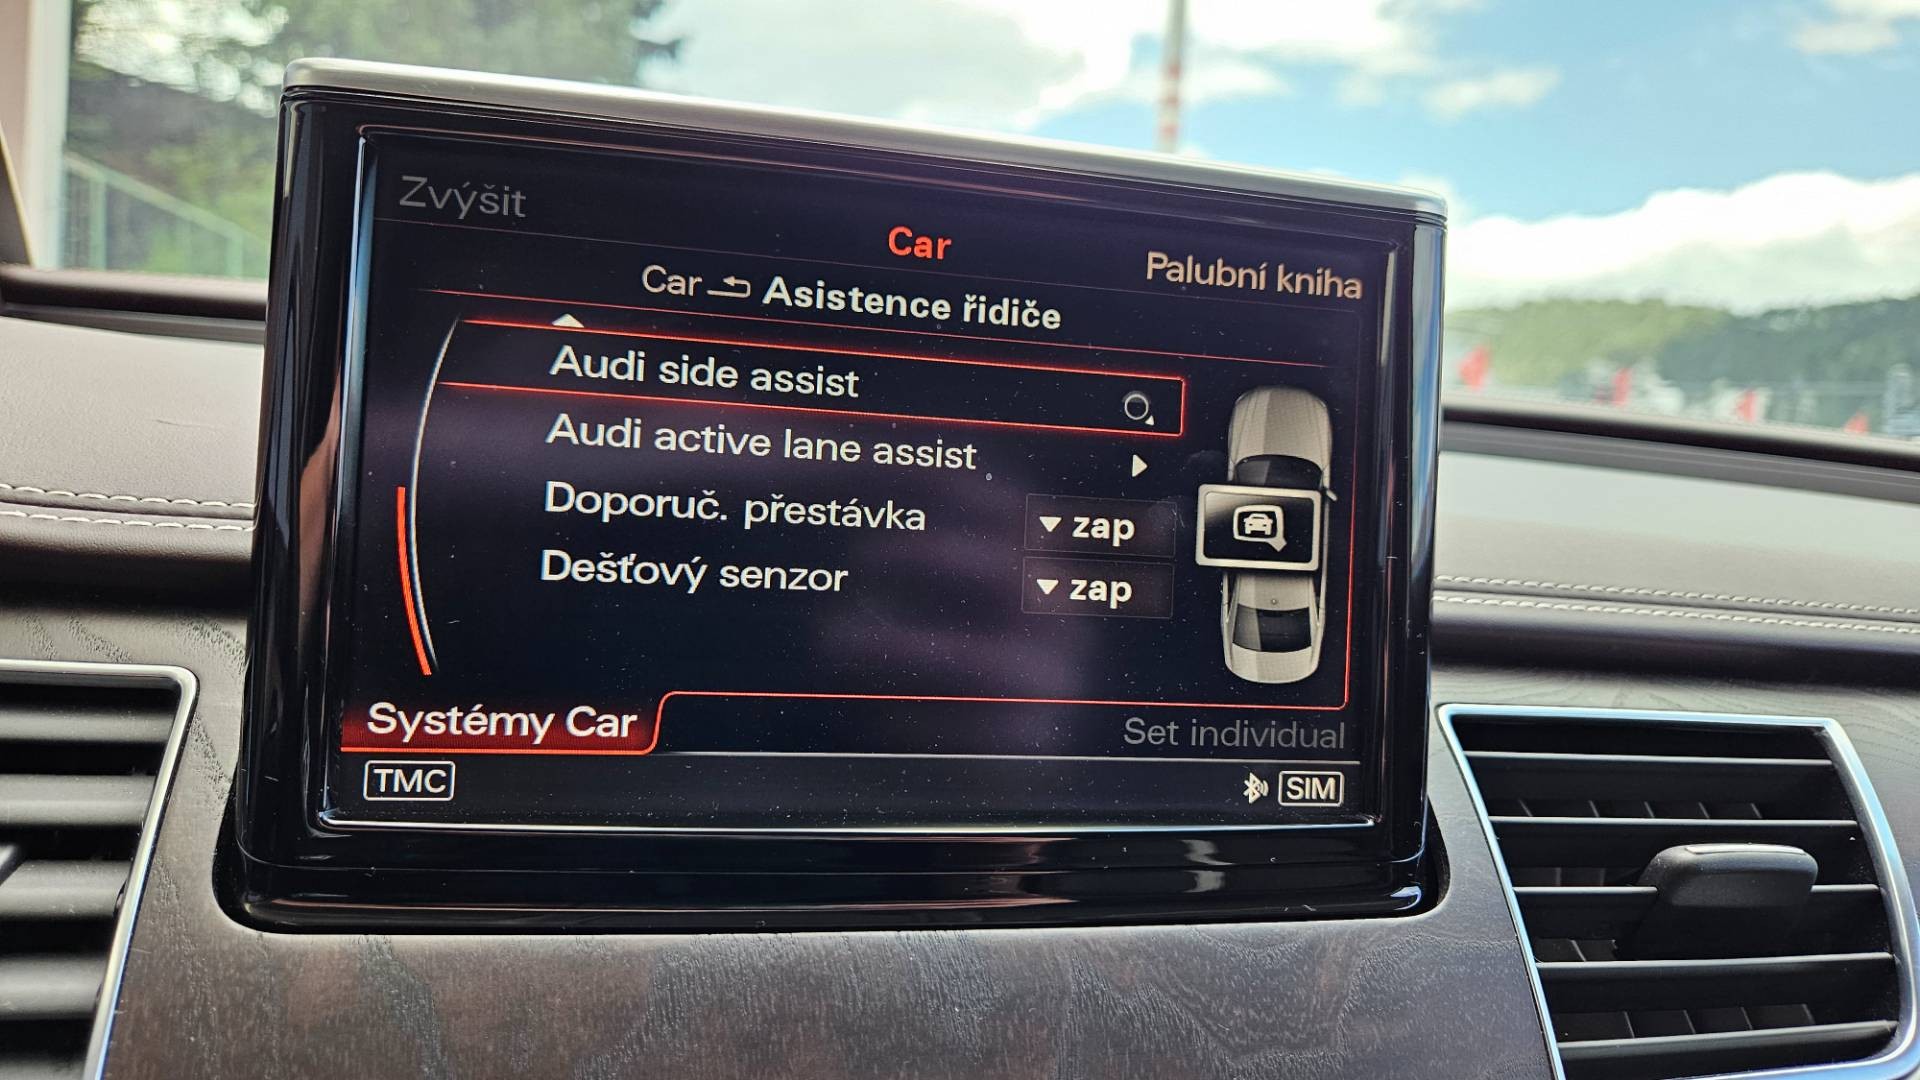 Zvýšit
Car
Palubní kniha
Car Asistence řidiče
Audi side assist
Audi active lane assist
Doporuč. přestávka zap
Dešťový senzor zap
Systémy Car
Set individual
TMC
SIM